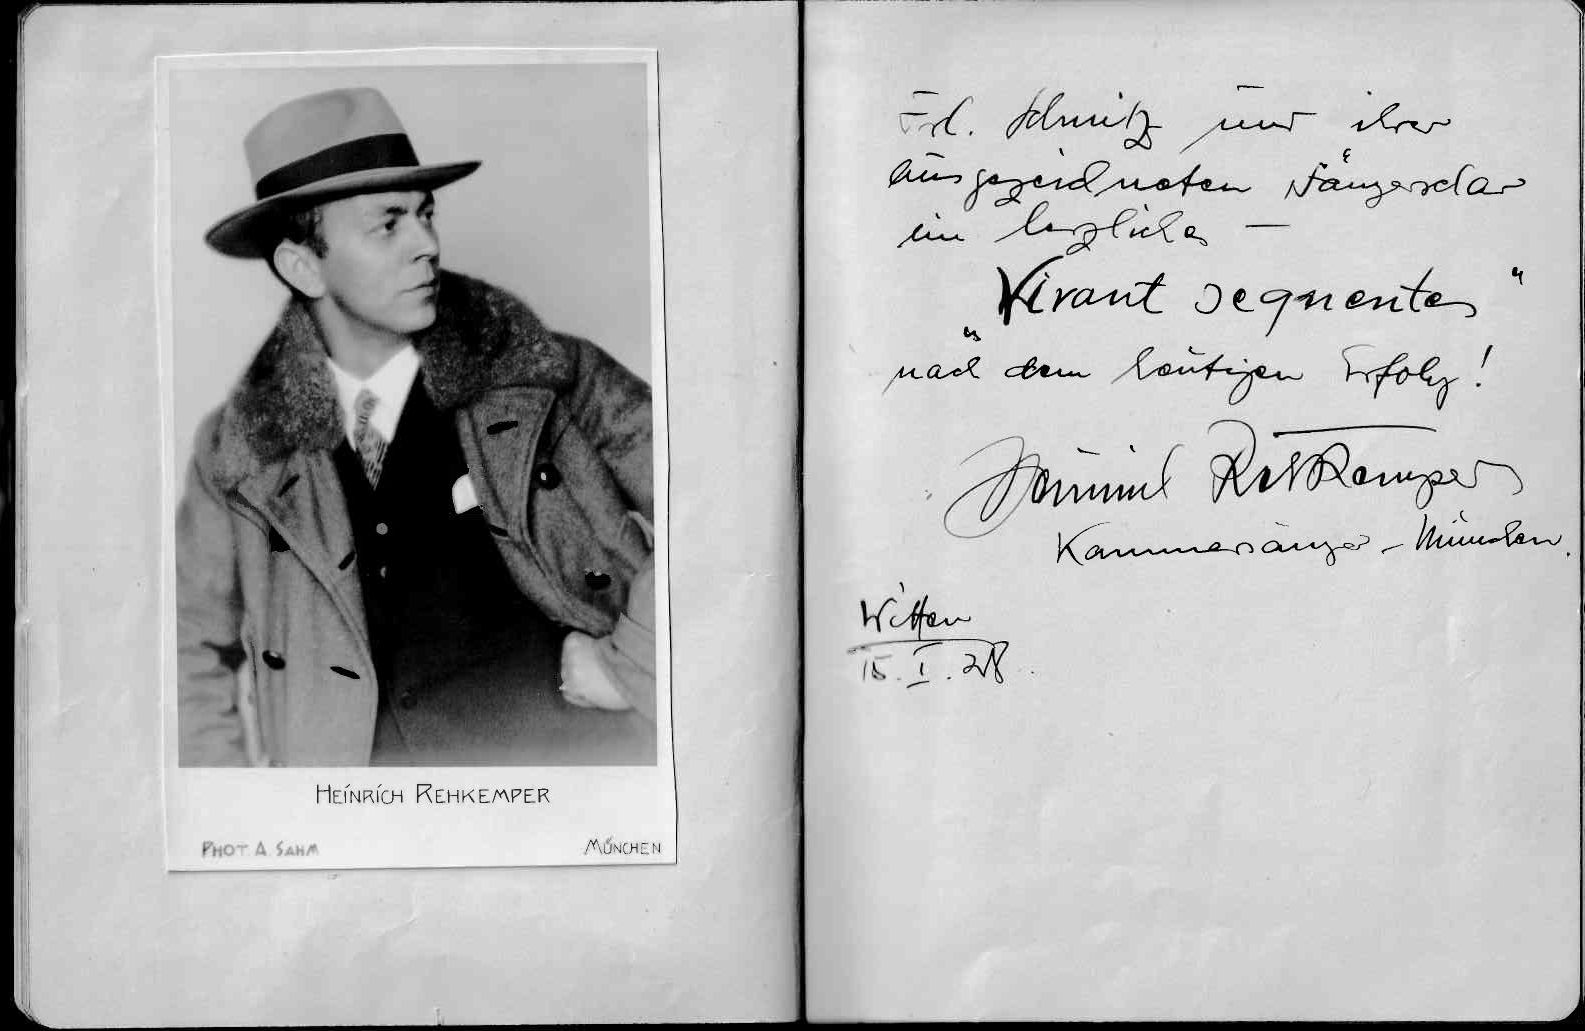 HEINRICH REHKEMPER
PHOT. A. SAHM
MÜNCHEN
Frl. Schmitz und ihrer
ausgezeichneten Sängerschar
ein herzliches —
„Vivant sequentes“
nach dem heutigen Erfolg!
Heinrich Rehkemper
Kammersänger – München.
Witten
15. I. 28.